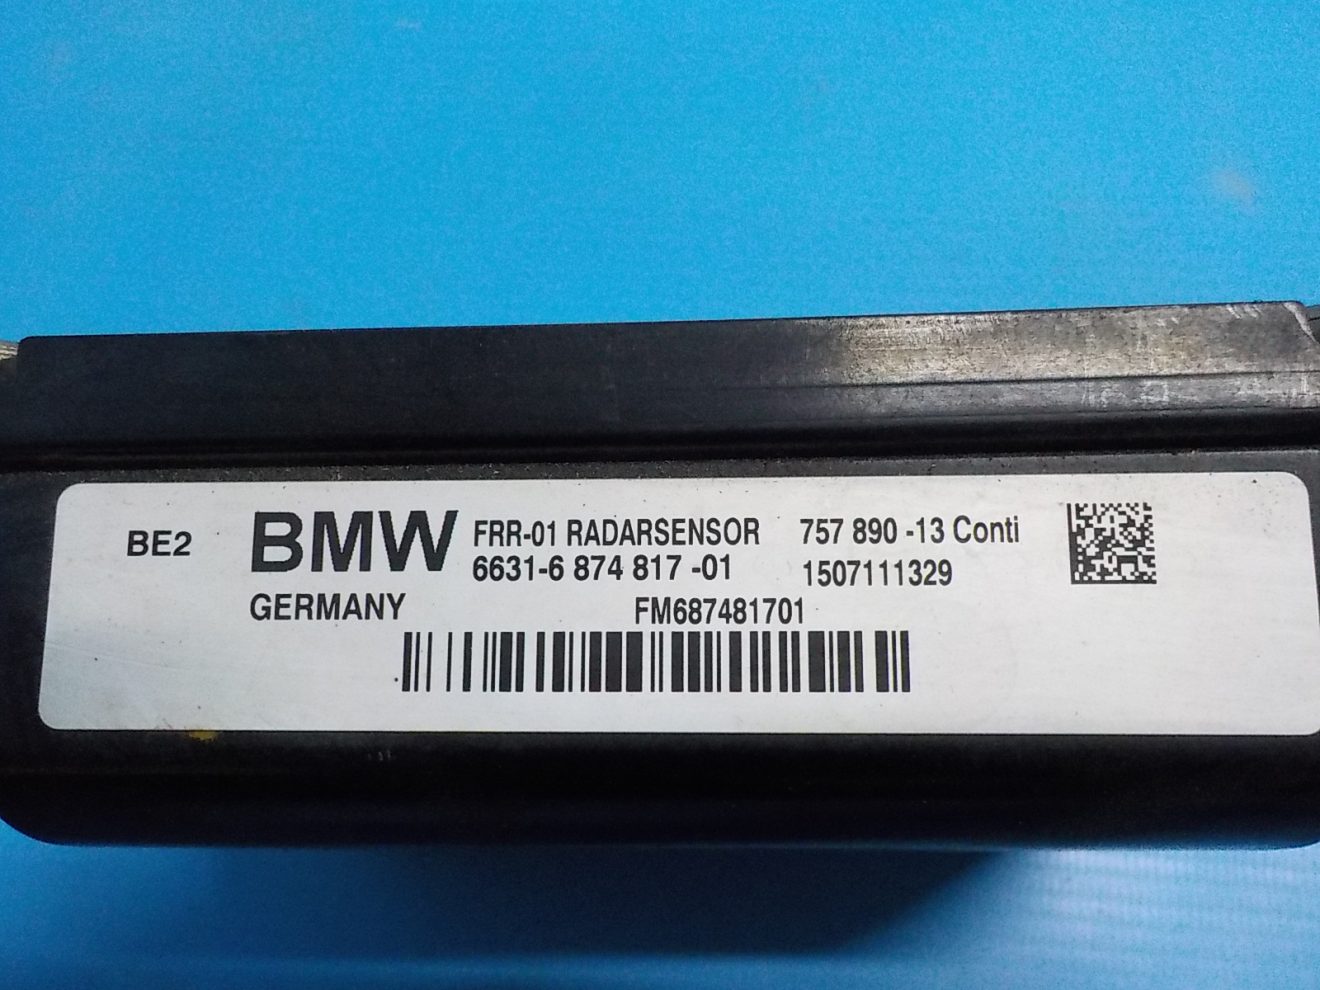 BE2
BMW
FRR-01 RADARSENSOR 757 890 -13 Conti
6631-6 874 817 -01 1507111329
GERMANY FM687481701